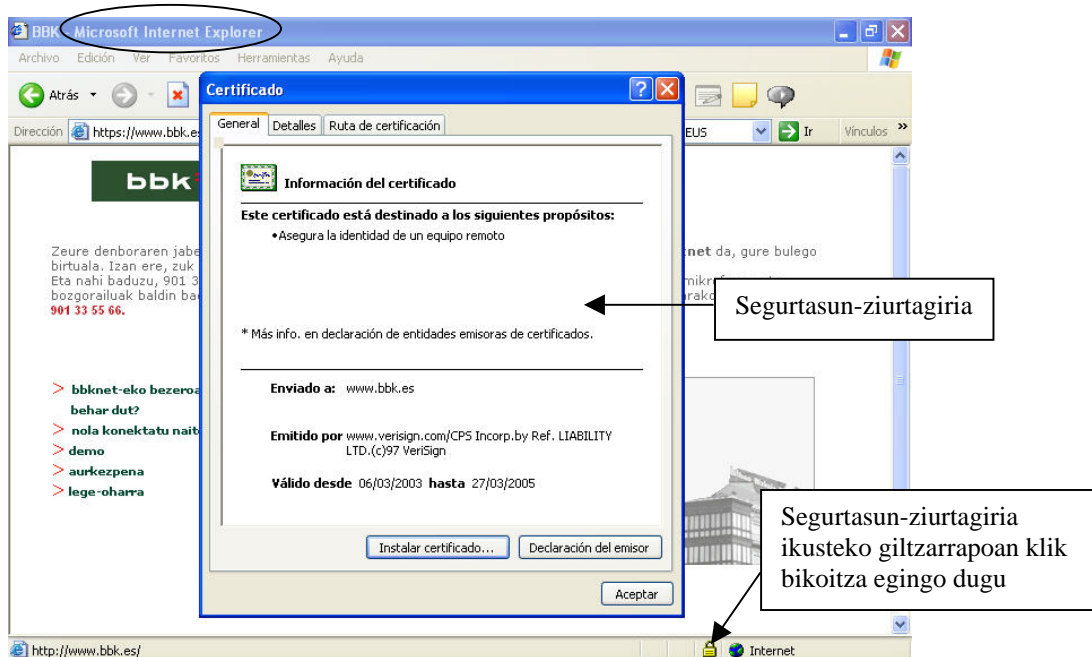 BBK - Microsoft Internet Explorer
Archivo Edición Ver Favoritos Herramientas Ayuda
Atrás
Dirección https://www.bbk.es EUS Ir Vínculos »
Certificado
General Detalles Ruta de certificación
Información del certificado
Este certificado está destinado a los siguientes propósitos:
•Asegura la identidad de un equipo remoto
* Más info. en declaración de entidades emisoras de certificados.
Enviado a: www.bbk.es
Emitido por www.verisign.com/CPS Incorp.by Ref. LIABILITY
LTD.(c)97 VeriSign
Válido desde 06/03/2003 hasta 27/03/2005
Instalar certificado... Declaración del emisor
Aceptar
bbk
Zeure denboraren net da, gure bulego
birtuala. Izan ere, zuk
Eta nahi baduzu, 901
bozgorailuak baldin
901 33 55 66.
> bbknet-eko
behar dut?
> nola konektatu
> demo
> aurkezpena
> lege-oharra
Segurtasun-ziurtagiria
Segurtasun-ziurtagiria
ikusteko giltzarrapoan klik
bikoitza egingo dugu
http://www.bbk.es/ Internet